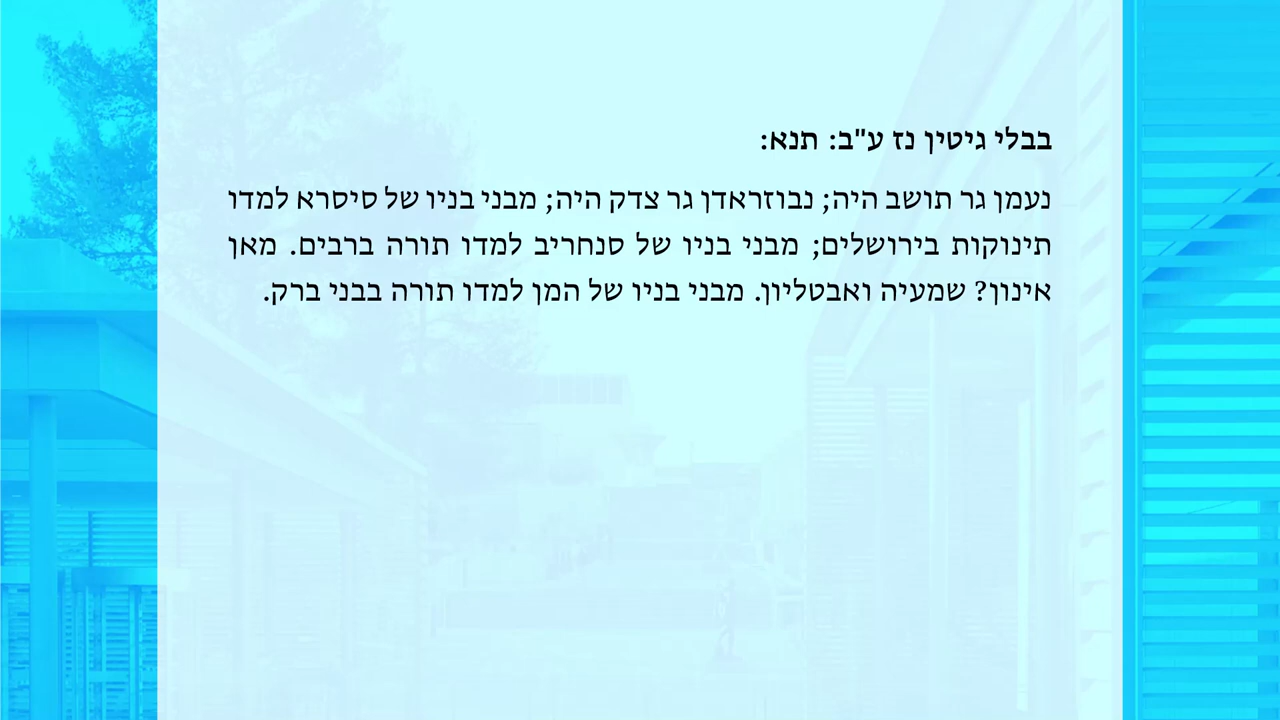 בבלי גיטין נז ע"ב: תנא:
נעמן גר תושב היה; נבוזראדן גר צדק היה; מבני בניו של סיסרא למדו
תינוקות בירושלים; מבני בניו של סנחריב למדו תורה ברבים. מאן
אינון? שמעיה ואבטליון. מבני בניו של המן למדו תורה בבני ברק.